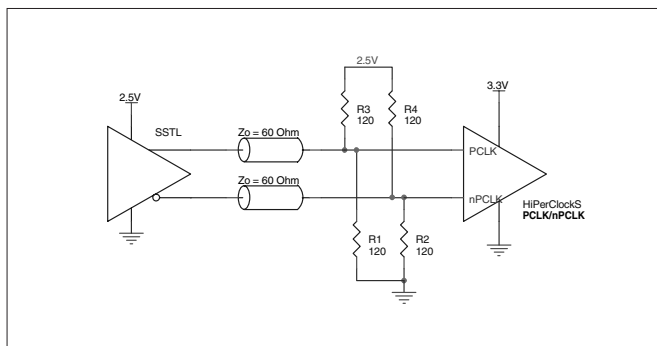 2.5V
3.3V
2.5V
R3
120
R4
120
SSTL
Zo = 60 Ohm
PCLK
Zo = 60 Ohm
nPCLK
HiPerClockS
PCLK/nPCLK
R1
120
R2
120